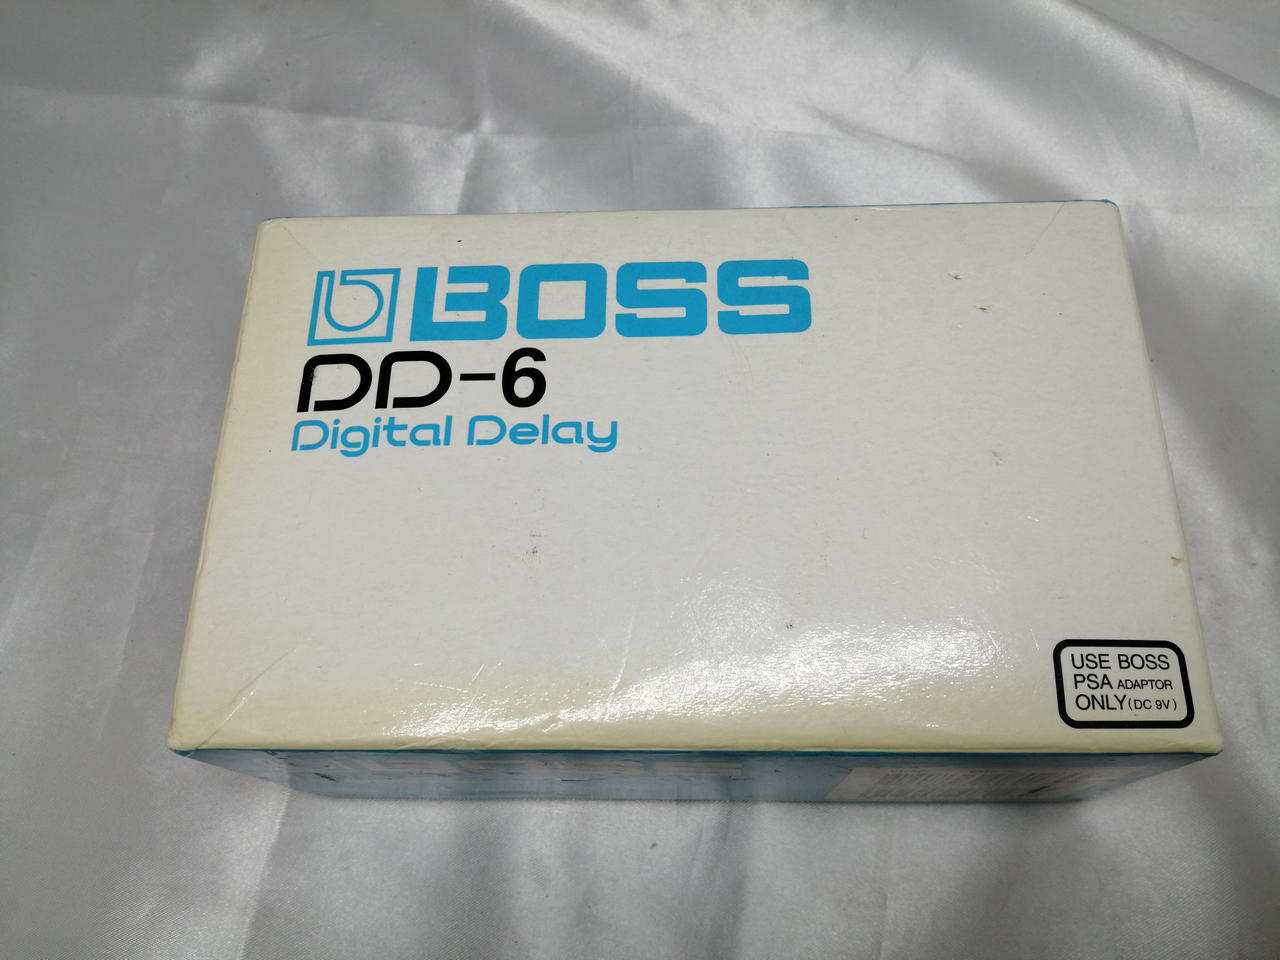 BOSS
DD-6
Digital Delay
USE BOSS
PSA ADAPTOR
ONLY(DC 9V)